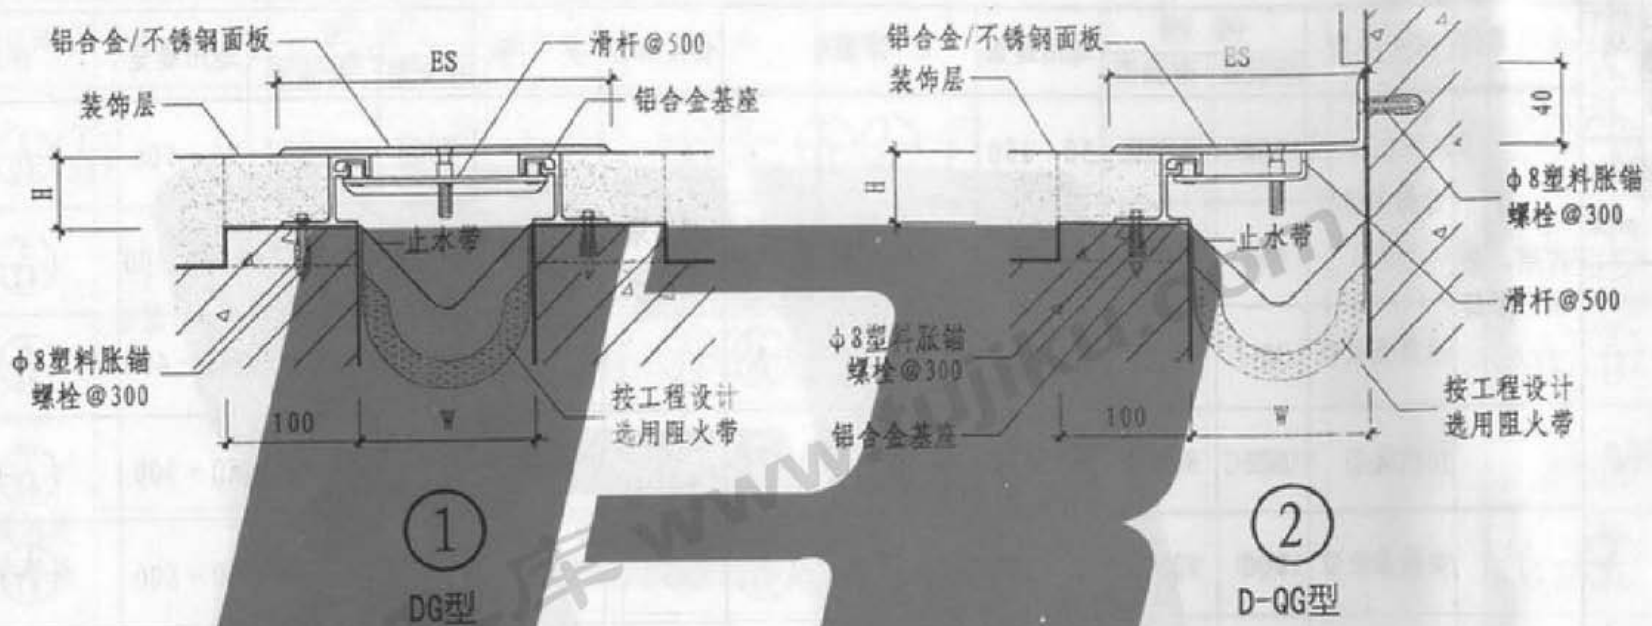 铝合金/不锈钢面板
ES
滑杆@500
装饰层
铝合金基座
H
止水带
φ8塑料胀锚
螺栓@300
按工程设计
选用阻火带
100
W
1
DG型
铝合金/不锈钢面板
ES
装饰层
40
H
φ8塑料胀锚
螺栓@300
止水带
滑杆@500
φ8塑料胀锚
螺栓@300
按工程设计
选用阻火带
铝合金基座
100
W
2
D-QG型
库 www.tujiku.com